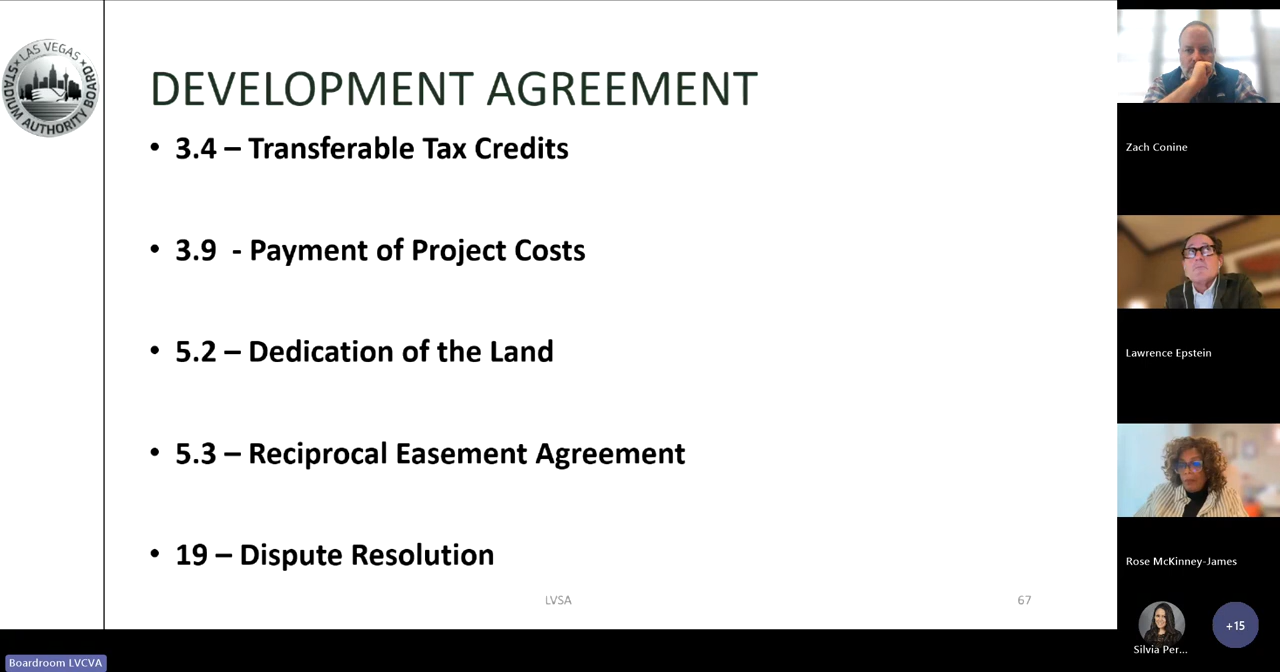 LAS VEGAS
STADIUM AUTHORITY BOARD
DEVELOPMENT AGREEMENT
• 3.4 – Transferable Tax Credits
• 3.9 - Payment of Project Costs
• 5.2 – Dedication of the Land
• 5.3 – Reciprocal Easement Agreement
• 19 – Dispute Resolution
LVSA
67
Zach Conine
Lawrence Epstein
Rose McKinney-James
Silvia Per...
+15
Boardroom LVCVA